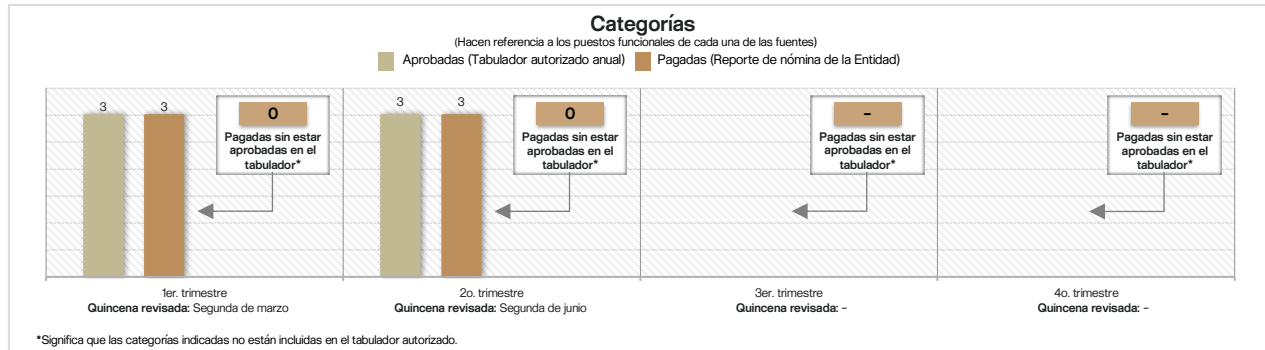 Categorías
(Hacen referencia a los puestos funcionales de cada una de las fuentes)
Aprobadas (Tabulador autorizado anual) Pagadas (Reporte de nómina de la Entidad)
3 3
0
Pagadas sin estar
aprobadas en el
tabulador*
3 3
0
Pagadas sin estar
aprobadas en el
tabulador*
-
Pagadas sin estar
aprobadas en el
tabulador*
-
Pagadas sin estar
aprobadas en el
tabulador*
1er. trimestre
Quincena revisada: Segunda de marzo
2o. trimestre
Quincena revisada: Segunda de junio
3er. trimestre
Quincena revisada: -
4o. trimestre
Quincena revisada: -
*Significa que las categorías indicadas no están incluidas en el tabulador autorizado.